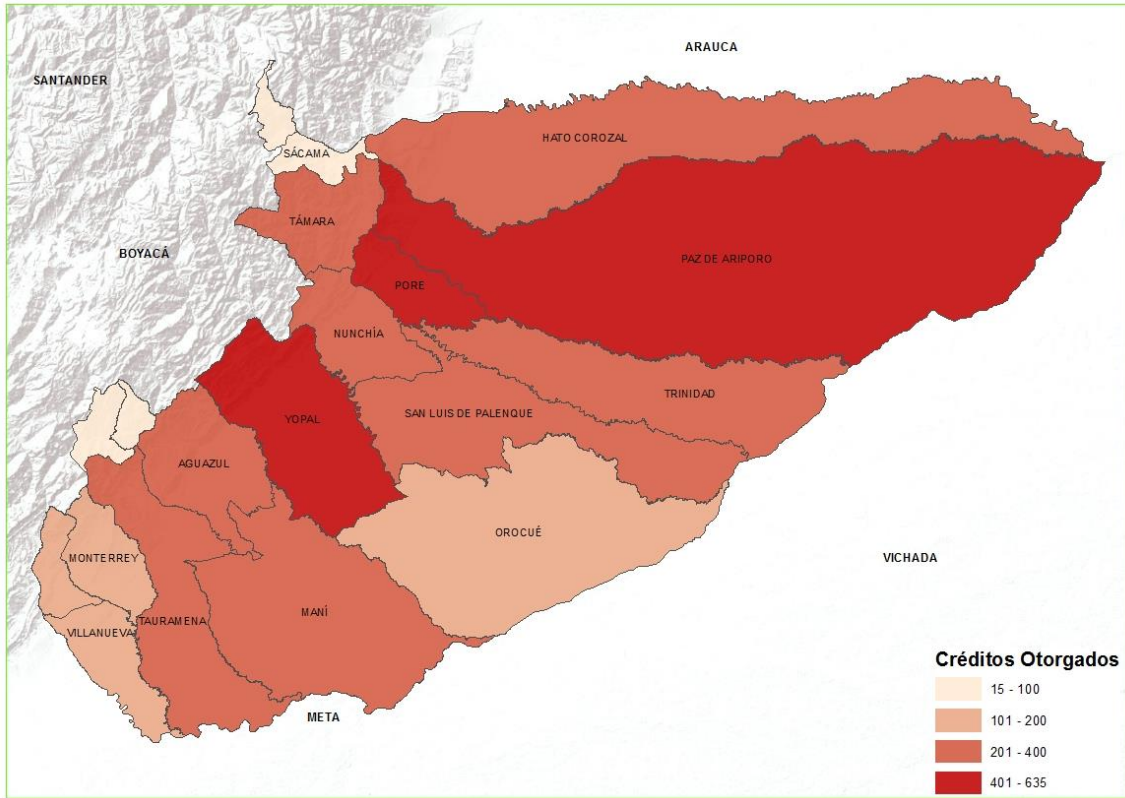 ARAUCA
SANTANDER
HATO COROZAL
SÁCAMA
TÁMARA
BOYACÁ
PAZ DE ARIPORO
PORE
NUNCHÍA
TRINIDAD
SAN LUIS DE PALENQUE
YOPAL
AGUAZUL
OROCUÉ
MONTERREY
VICHADA
MANÍ
TAURAMENA
VILLANUEVA
META
Créditos Otorgados
15 - 100
101 - 200
201 - 400
401 - 635